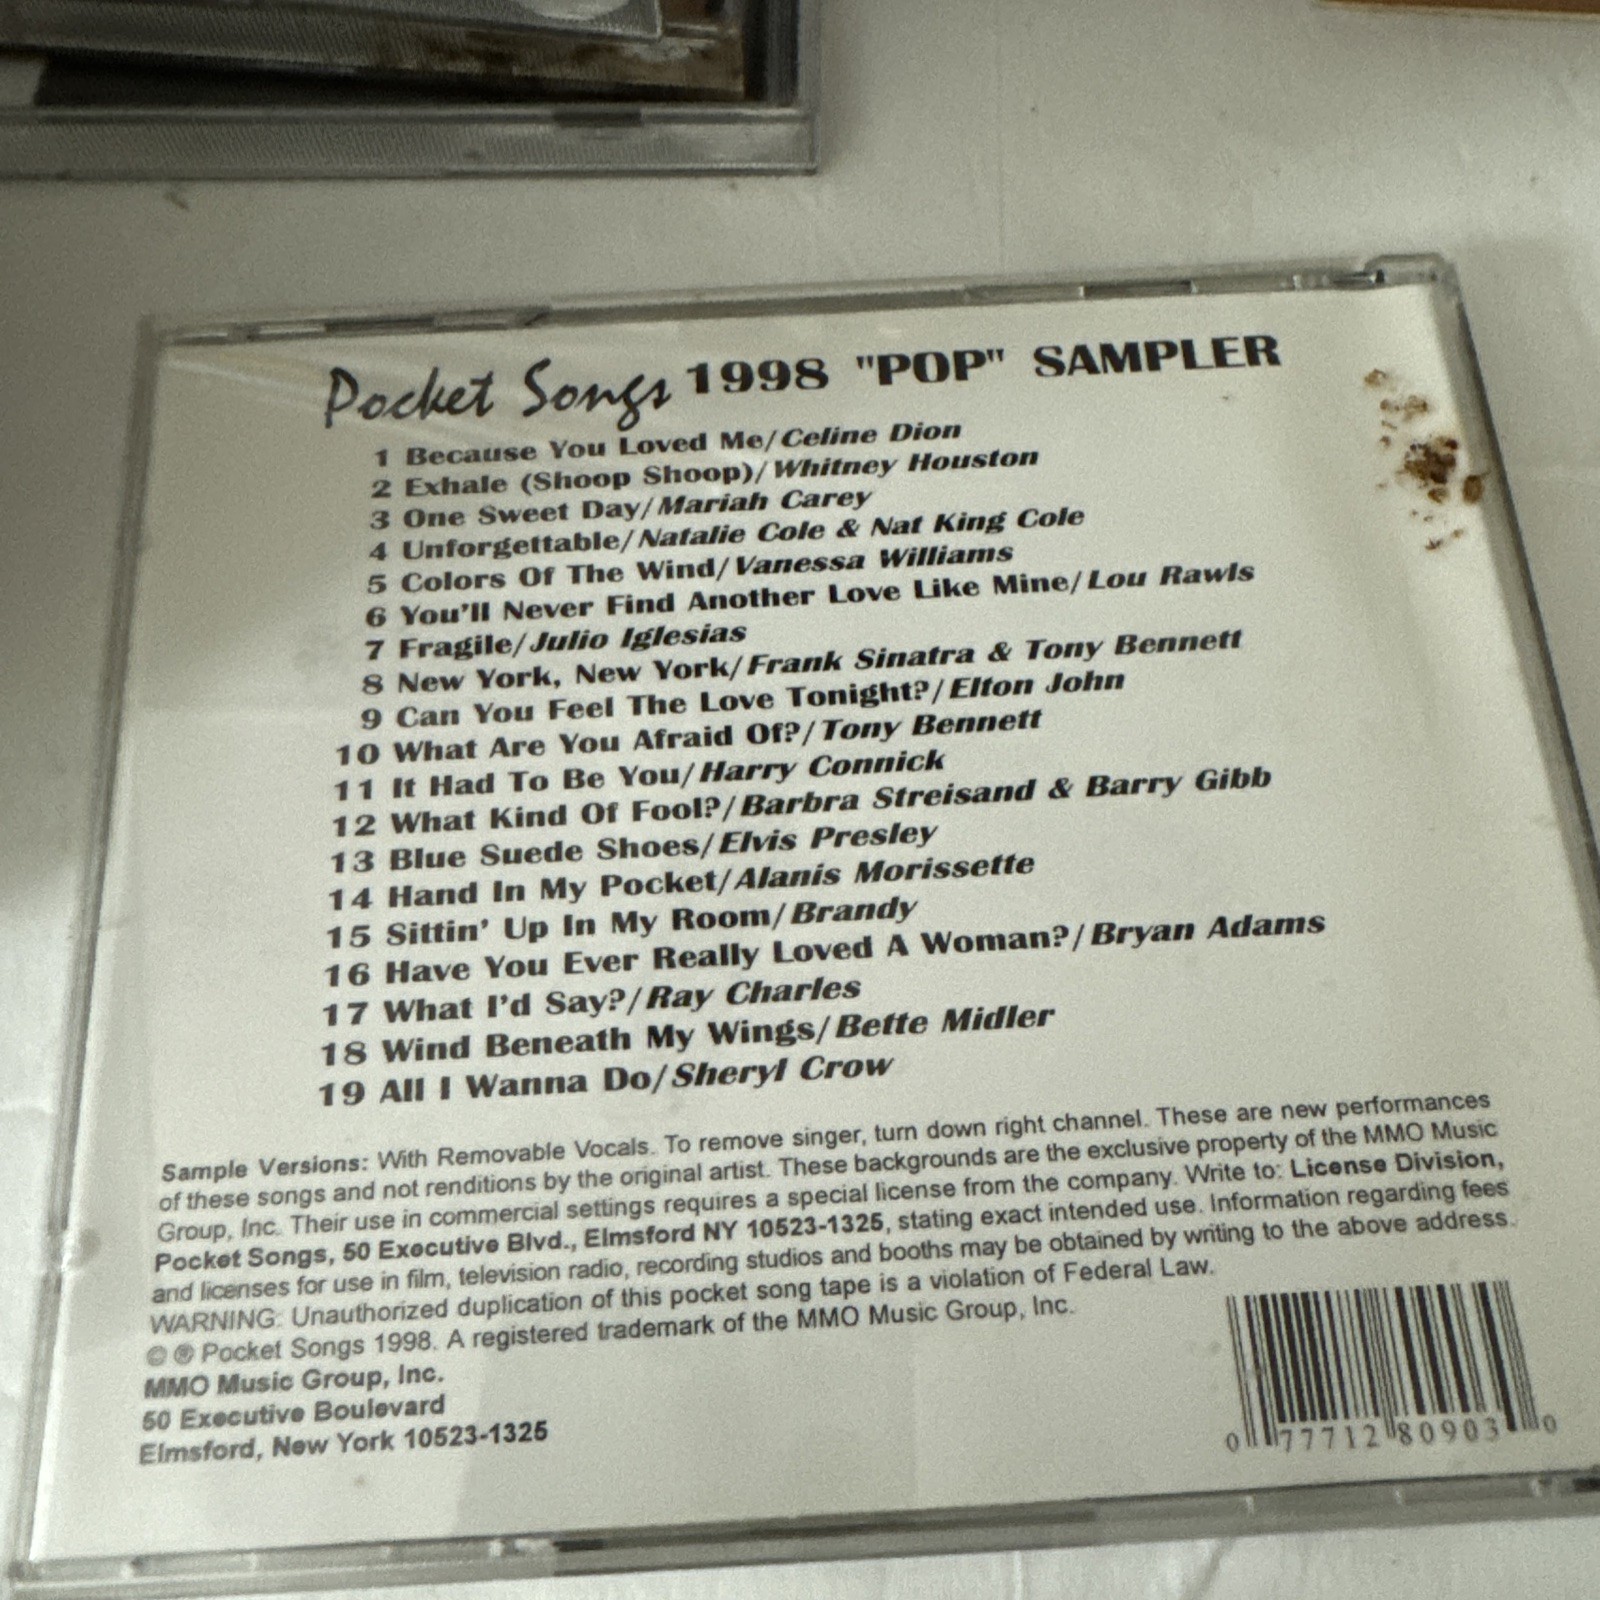 Pocket Songs 1998 "POP" SAMPLER
1 Because You Loved Me/Celine Dion
2 Exhale (Shoop Shoop)/Whitney Houston
3 One Sweet Day/Mariah Carey
4 Unforgettable/Natalie Cole & Nat King Cole
5 Colors Of The Wind/Vanessa Williams
6 You'll Never Find Another Love Like Mine/Lou Rawls
7 Fragile/Julio Iglesias
8 New York, New York/Frank Sinatra & Tony Bennett
9 Can You Feel The Love Tonight?/Elton John
10 What Are You Afraid Of?/Tony Bennett
11 It Had To Be You/Harry Connick
12 What Kind Of Fool?/Barbra Streisand & Barry Gibb
13 Blue Suede Shoes/Elvis Presley
14 Hand In My Pocket/Alanis Morissette
15 Sittin' Up In My Room/Brandy
16 Have You Ever Really Loved A Woman?/Bryan Adams
17 What I'd Say?/Ray Charles
18 Wind Beneath My Wings/Bette Midler
19 All I Wanna Do/Sheryl Crow
Sample Versions: With Removable Vocals. To remove singer, turn down right channel. These are new performances
of these songs and not renditions by the original artist. These backgrounds are the exclusive property of the MMO Music
Group, Inc. Their use in commercial settings requires a special license from the company. Write to: License Division,
Pocket Songs, 50 Executive Blvd., Elmsford NY 10523-1325, stating exact intended use. Information regarding fees
and licenses for use in film, television radio, recording studios and booths may be obtained by writing to the above address.
WARNING: Unauthorized duplication of this pocket song tape is a violation of Federal Law.
© ® Pocket Songs 1998. A registered trademark of the MMO Music Group, Inc.
MMO Music Group, Inc.
50 Executive Boulevard
Elmsford, New York 10523-1325
0 77712 80903 0